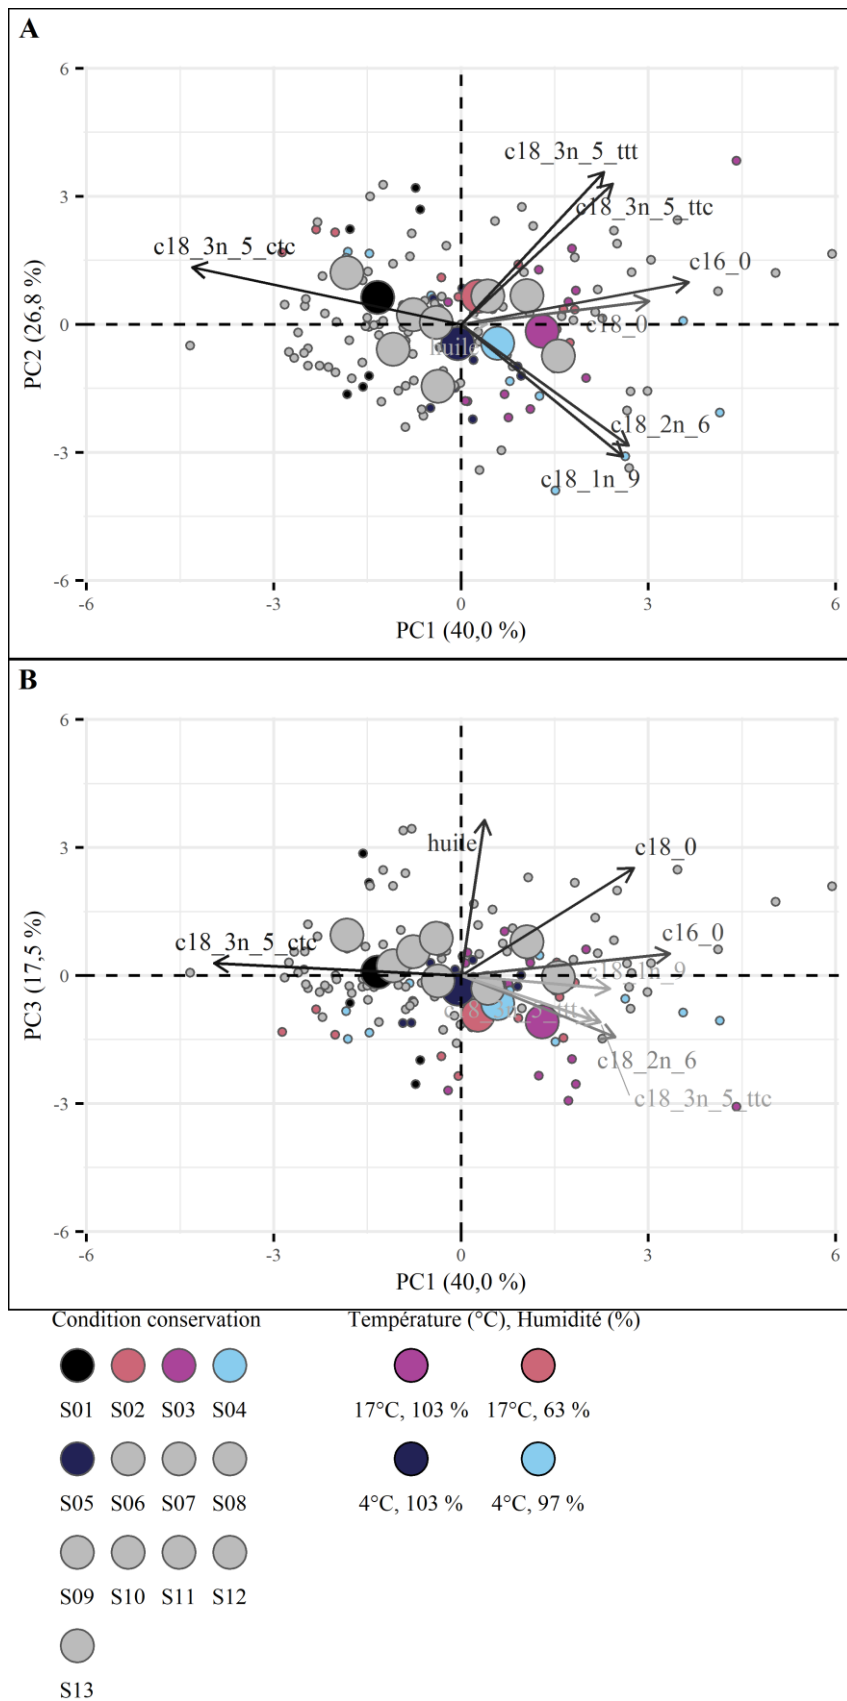 A
6
3
0
-3
-6
PC2 (26,8 %)
c18_3n_5_ttt
c18_3n_5_ttc
c18_3n_5_ctc
c16_0
c18_0
huile
c18_2n_6
c18_1n_9
-6 -3 0 3 6
PC1 (40,0 %)
B
6
3
0
-3
-6
PC3 (17,5 %)
huile
c18_0
c18_3n_5_ctc
c16_0
c18_1n_9
c18_3n_5_ttt
c18_2n_6
c18_3n_5_ttc
-6 -3 0 3 6
PC1 (40,0 %)
Condition conservation
S01 S02 S03 S04
S05 S06 S07 S08
S09 S10 S11 S12
S13
Température (°C), Humidité (%)
17°C, 103 % 17°C, 63 %
4°C, 103 % 4°C, 97 %